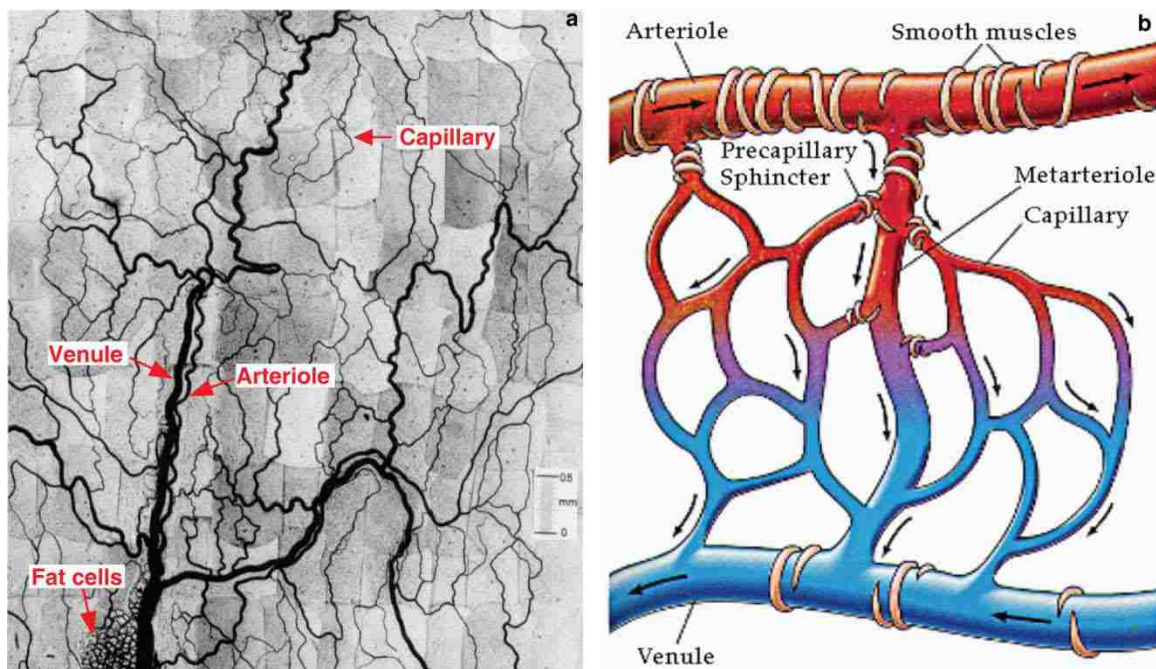 a
Capillary
Venule
Arteriole
0.5
mm
0
Fat cells
b
Arteriole
Smooth muscles
Precapillary
Sphincter
Metarteriole
Capillary
Venule